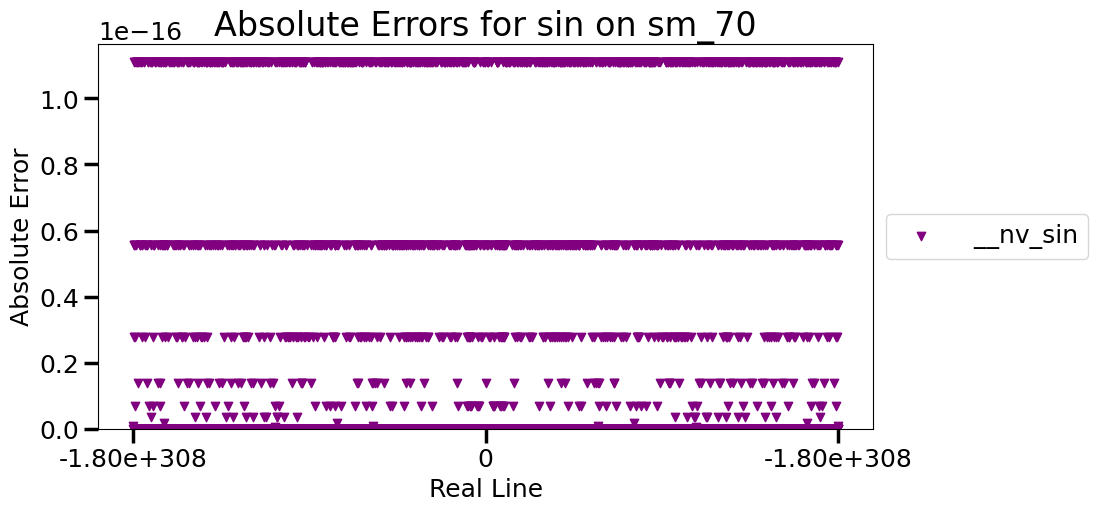 Absolute Errors for sin on sm_70
1e−16
1.0
0.8
0.6
0.4
0.2
0.0
Absolute Error
-1.80e+308
0
-1.80e+308
Real Line
__nv_sin